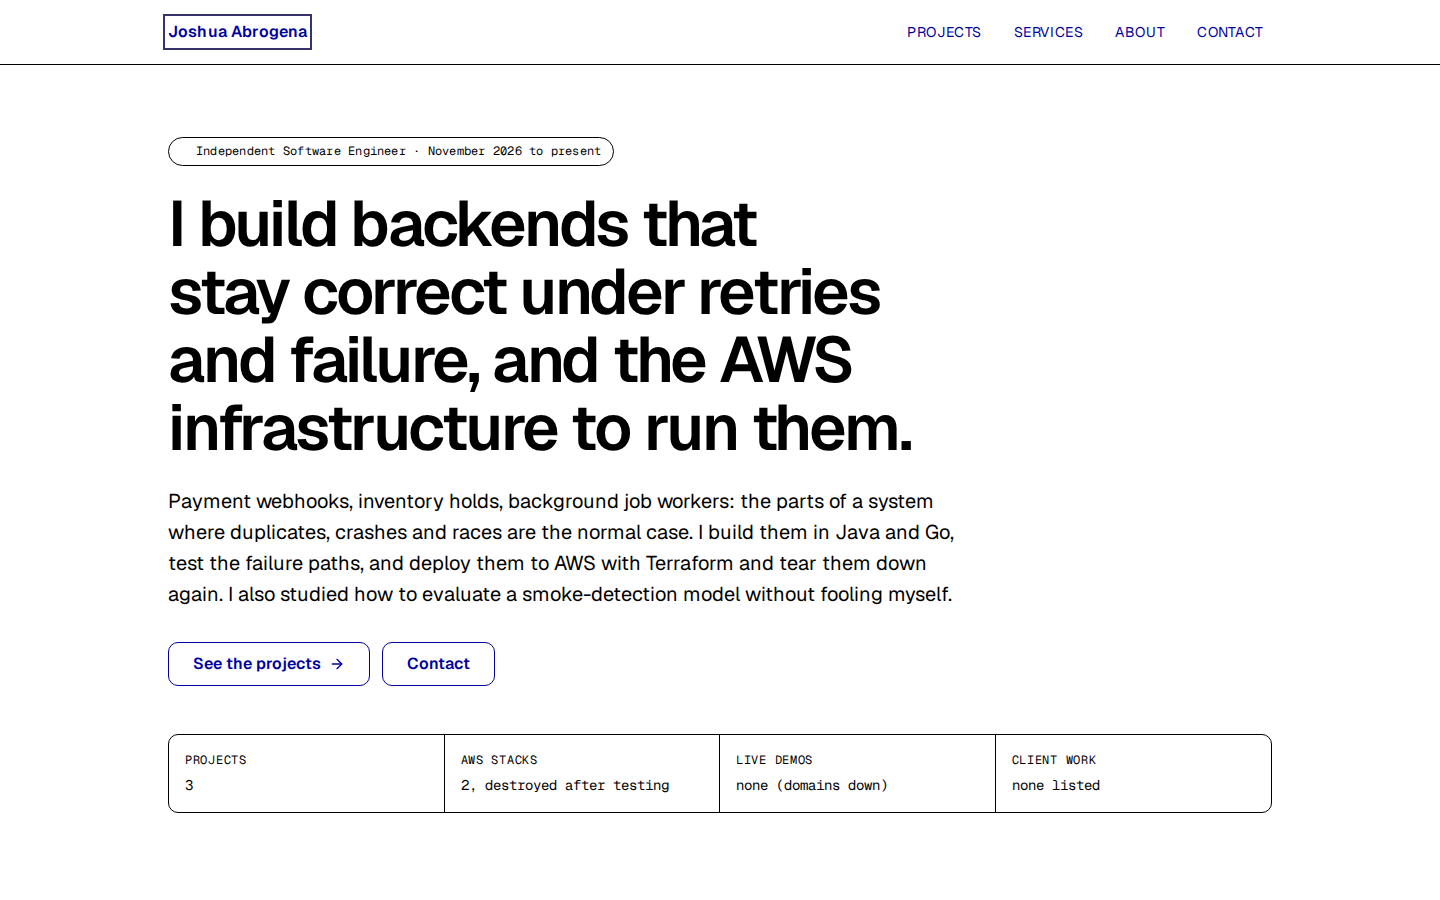 Joshua Abrogena
PROJECTS SERVICES ABOUT CONTACT
Independent Software Engineer · November 2026 to present
I build backends that
stay correct under retries
and failure, and the AWS
infrastructure to run them.
Payment webhooks, inventory holds, background job workers: the parts of a system
where duplicates, crashes and races are the normal case. I build them in Java and Go,
test the failure paths, and deploy them to AWS with Terraform and tear them down
again. I also studied how to evaluate a smoke-detection model without fooling myself.
See the projects →
Contact
PROJECTS
3
AWS STACKS
2, destroyed after testing
LIVE DEMOS
none (domains down)
CLIENT WORK
none listed